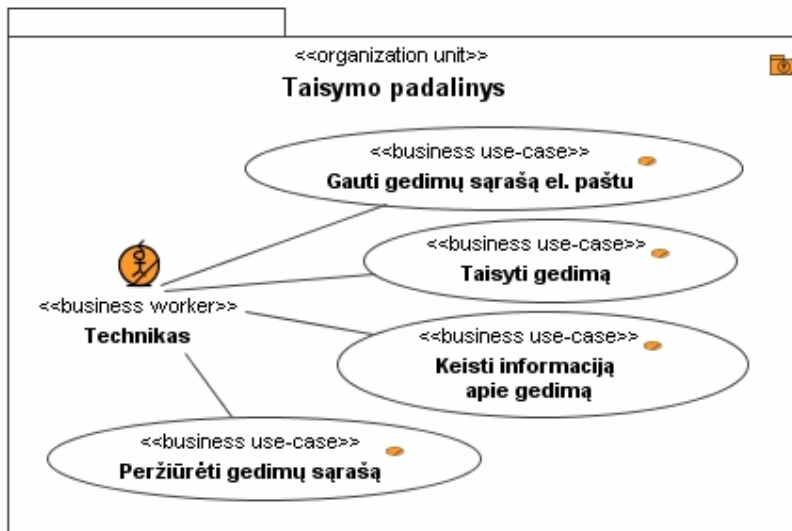 <<organization unit>>
Taisymo padalinys
<<business use-case>>
Gauti gedimų sąrašą el. paštu
<<business use-case>>
Taisyti gedimą
<<business worker>>
Technikas
<<business use-case>>
Keisti informaciją
apie gedimą
<<business use-case>>
Peržiūrėti gedimų sąrašą